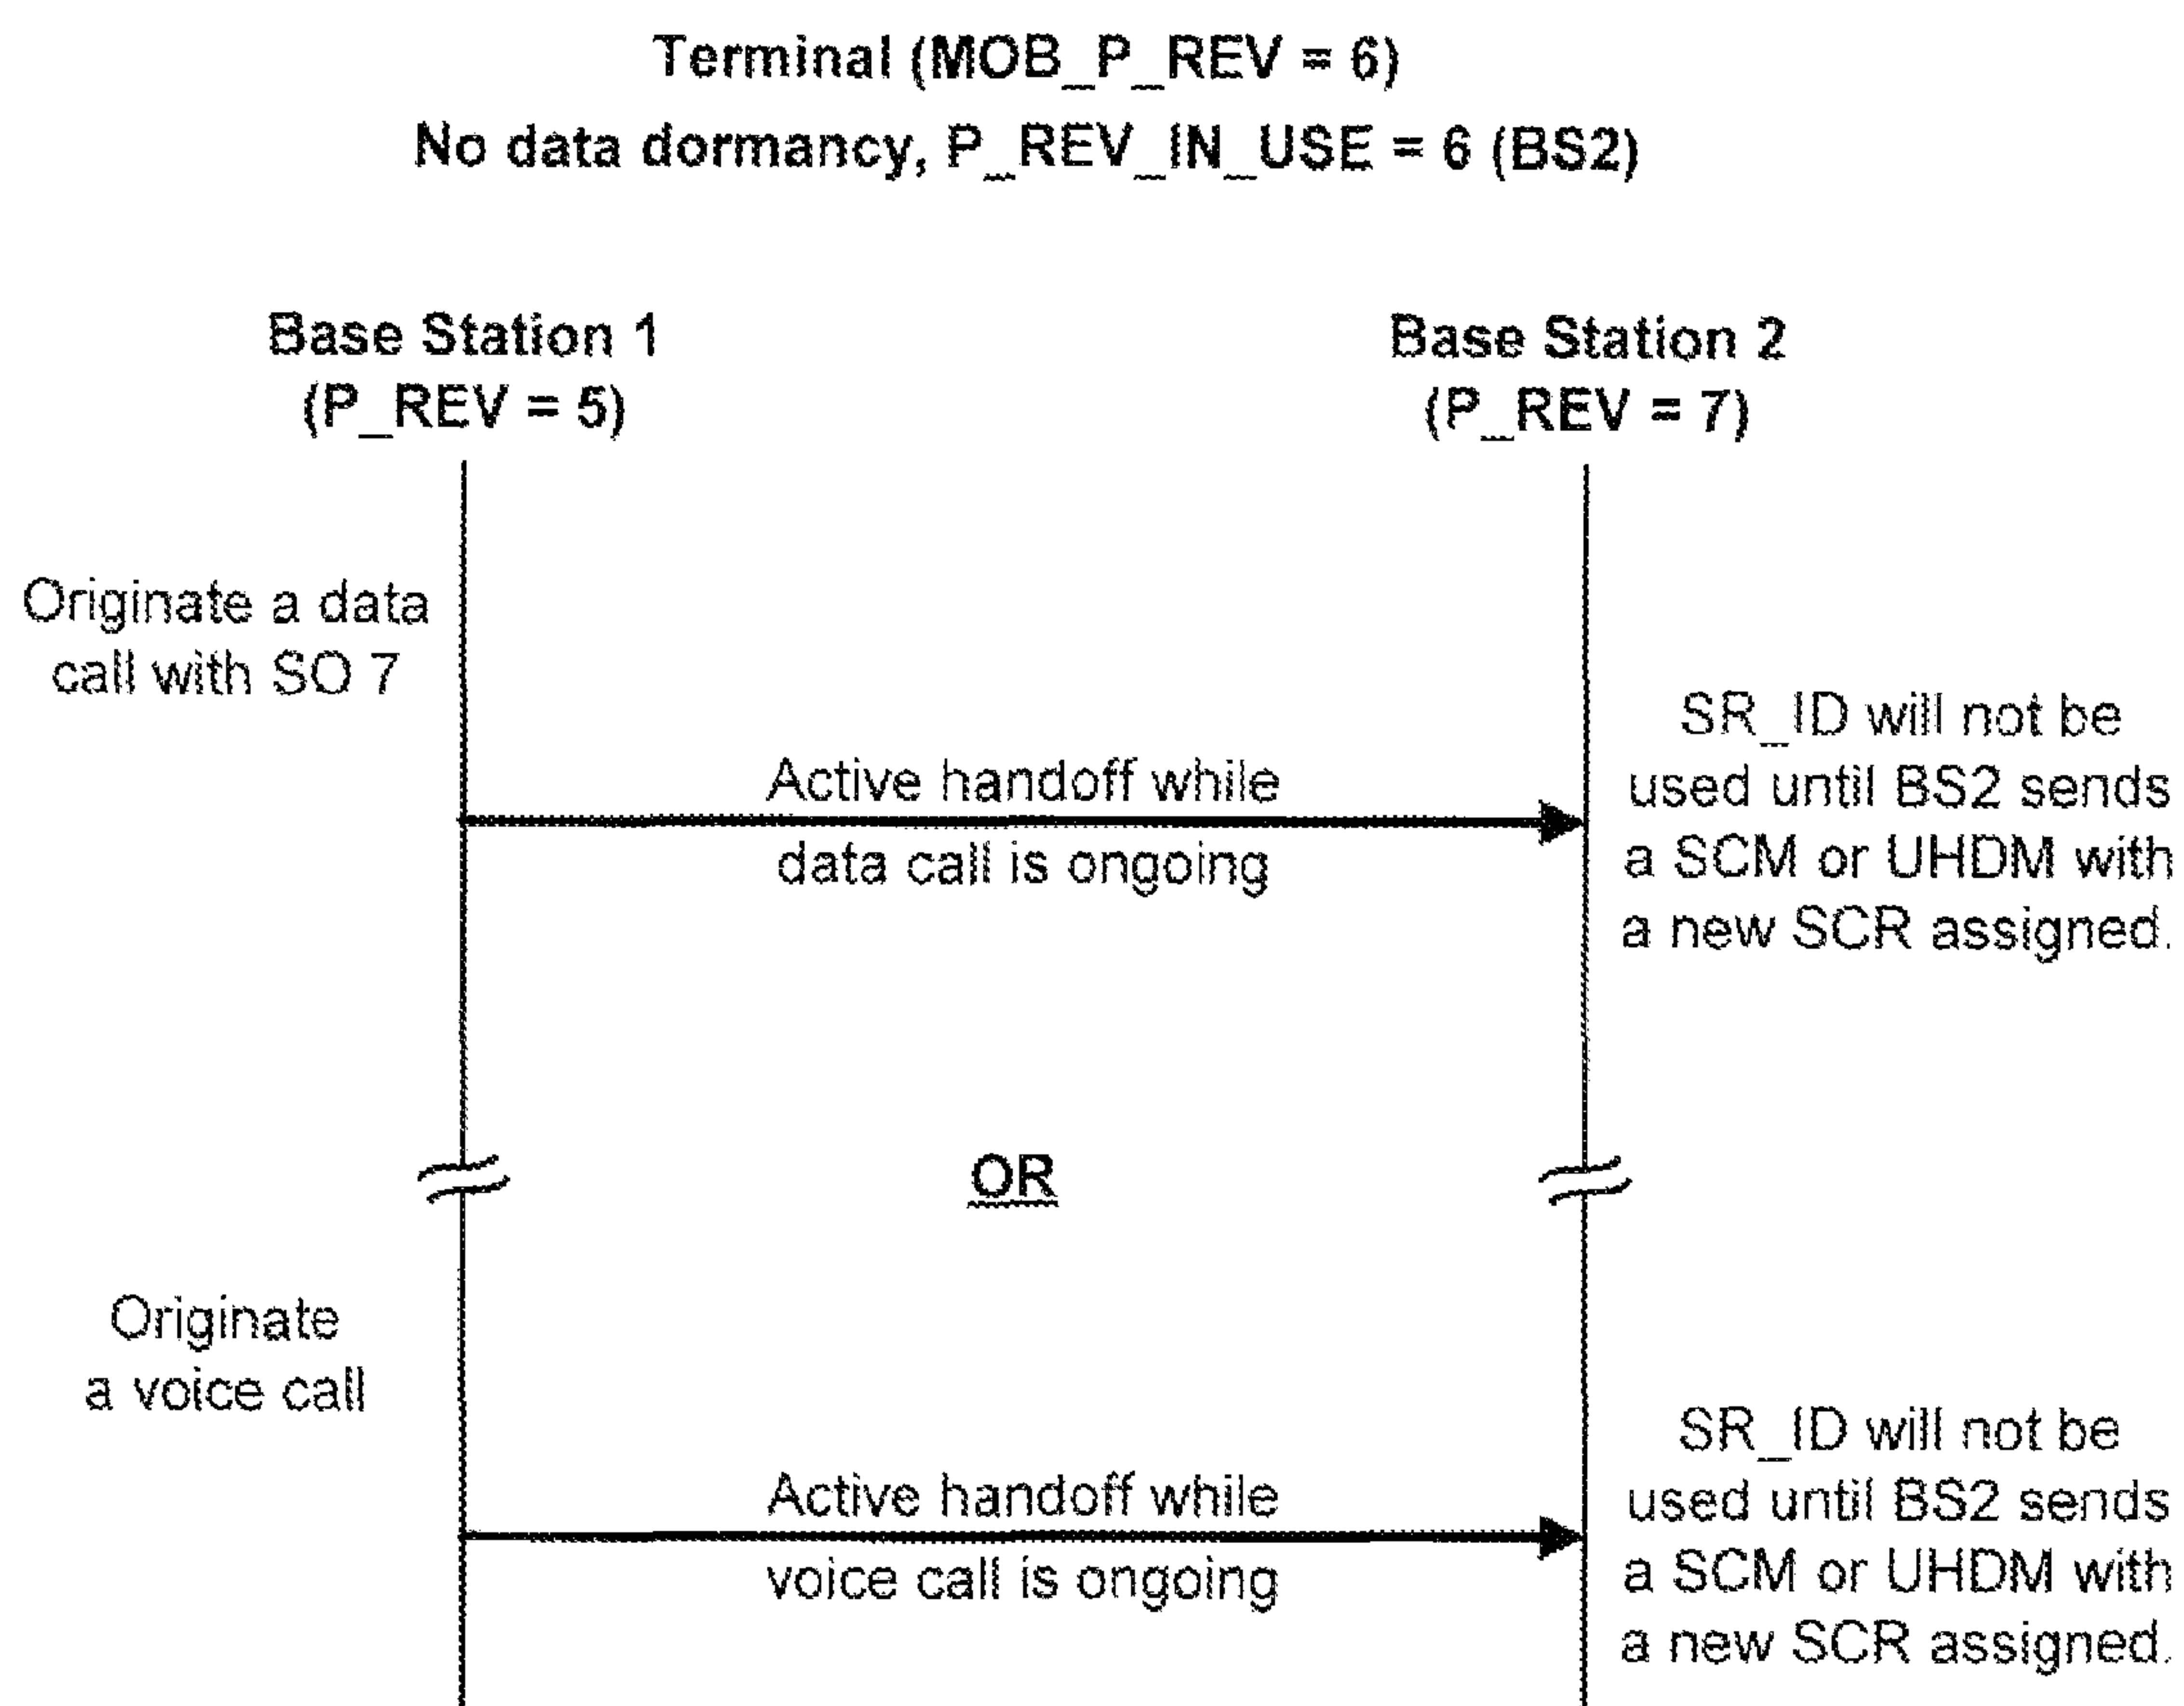 Terminal (MOB_P_REV = 6)
No data dormancy, P_REV_IN_USE = 6 (BS2)
Base Station 1
(P_REV = 5)
Base Station 2
(P_REV = 7)
Originate a data
call with SO 7
Active handoff while
data call is ongoing
SR_ID will not be
used until BS2 sends
a SCM or UHDM with
a new SCR assigned.
OR
Originate
a voice call
Active handoff while
voice call is ongoing
SR_ID will not be
used until BS2 sends
a SCM or UHDM with
a new SCR assigned.